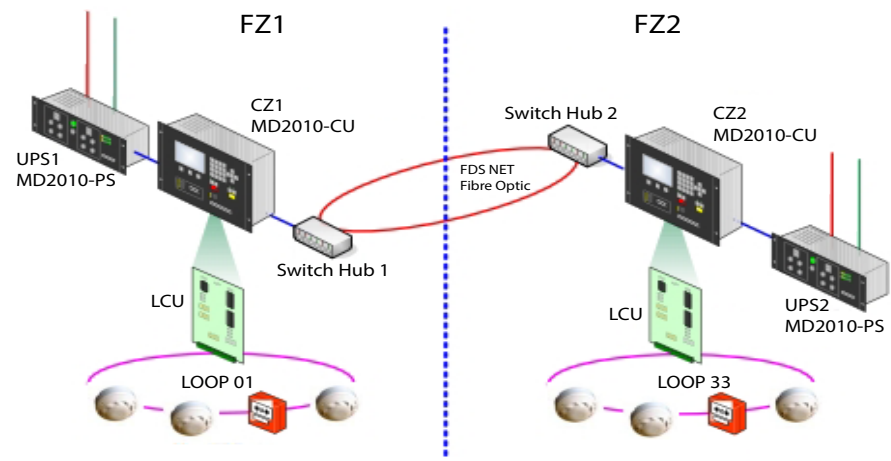 FZ1
FZ2
CZ1
MD2010-CU
UPS1
MD2010-PS
Switch Hub 1
FDS NET
Fibre Optic
Switch Hub 2
CZ2
MD2010-CU
UPS2
MD2010-PS
LCU
LOOP 01
LCU
LOOP 33